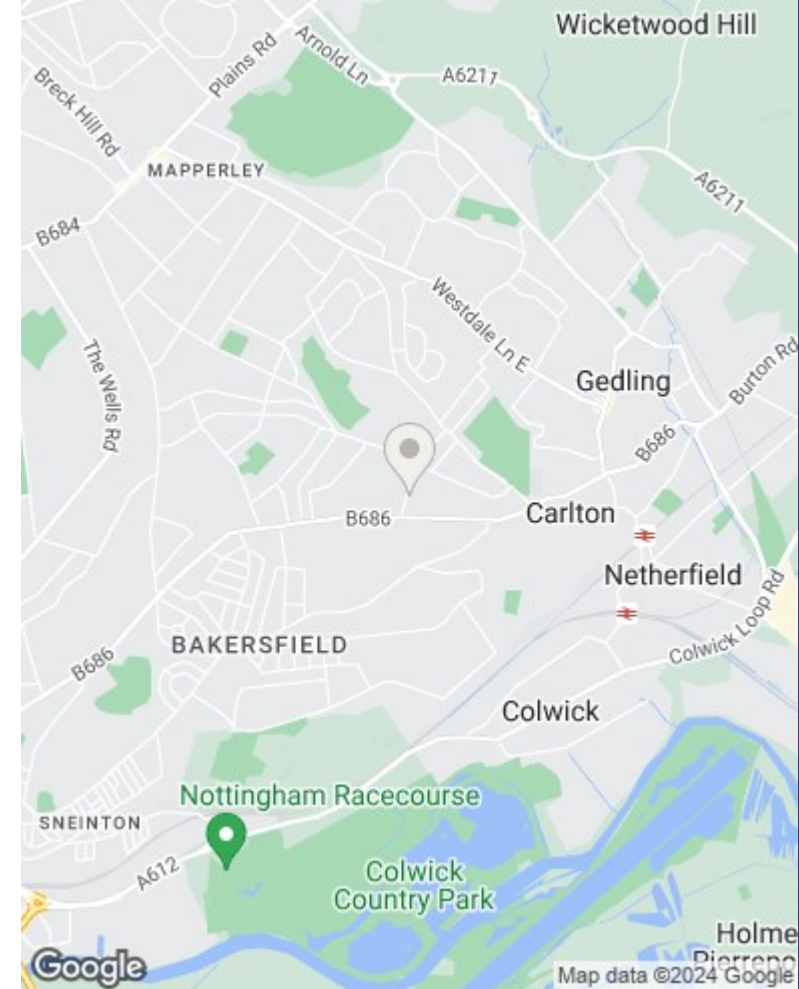 Wicketwood Hill
Plains Rd
Arnold Ln
A6211
Breck Hill Rd
MAPPERLEY
A6211
B684
Westdale Ln E
The Wells Rd
Gedling
Burton Rd
B686
B686
Carlton
Netherfield
BAKERSFIELD
B686
Colwick Loop Rd
Colwick
Nottingham Racecourse
SNEINTON
A612
Colwick
Country Park
Holme
Google
Map data ©2024 Google